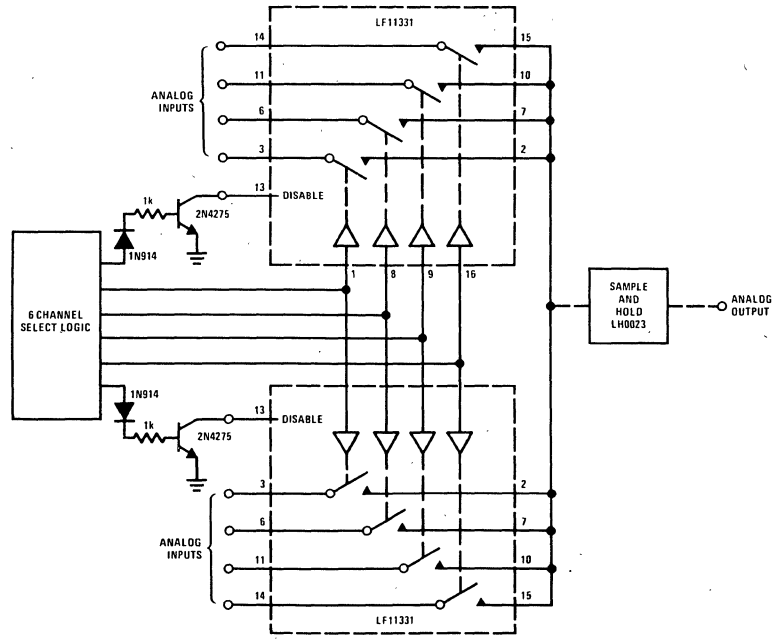 LF11331
14
15
11
10
ANALOG
INPUTS
6
7
3
2
13
DISABLE
1k
2N4275
1N914
1
8
9
16
6 CHANNEL
SELECT LOGIC
SAMPLE
AND
HOLD
LH0023
ANALOG
OUTPUT
1N914
13
DISABLE
1k
2N4275
3
2
6
7
ANALOG
INPUTS
11
10
14
15
LF11331